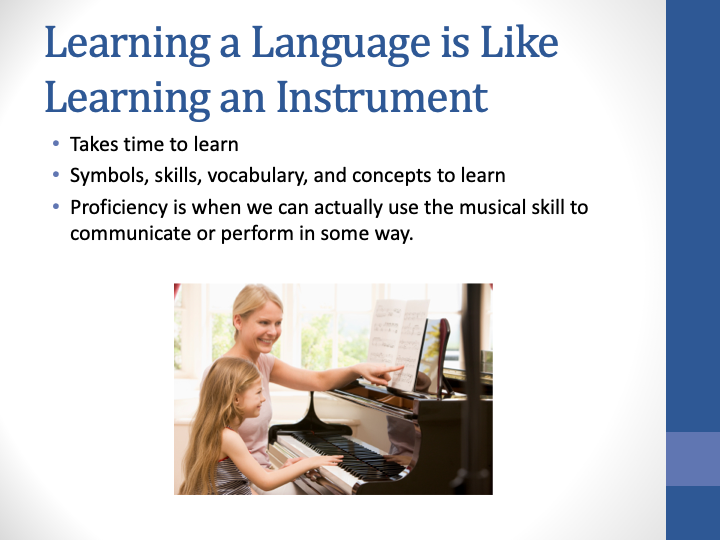 Learning a Language is Like
Learning an Instrument
• Takes time to learn
• Symbols, skills, vocabulary, and concepts to learn
• Proficiency is when we can actually use the musical skill to
communicate or perform in some way.